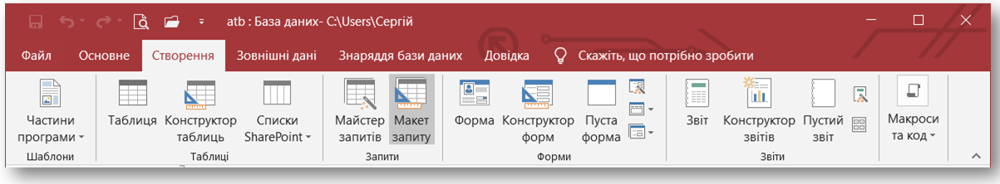 atb : База даних- C:\Users\Сергій
Файл Основне Створення Зовнішні дані Знаряддя бази даних Довідка Скажіть, що потрібно зробити
Частини Таблиця Конструктор Списки Майстер Макет Форма Конструктор Пуста Звіт Конструктор Пустий Макроси
програми таблиць SharePoint запитів запиту форм форма звітів звіт та код
Шаблони Таблиці Запити Форми Звіти